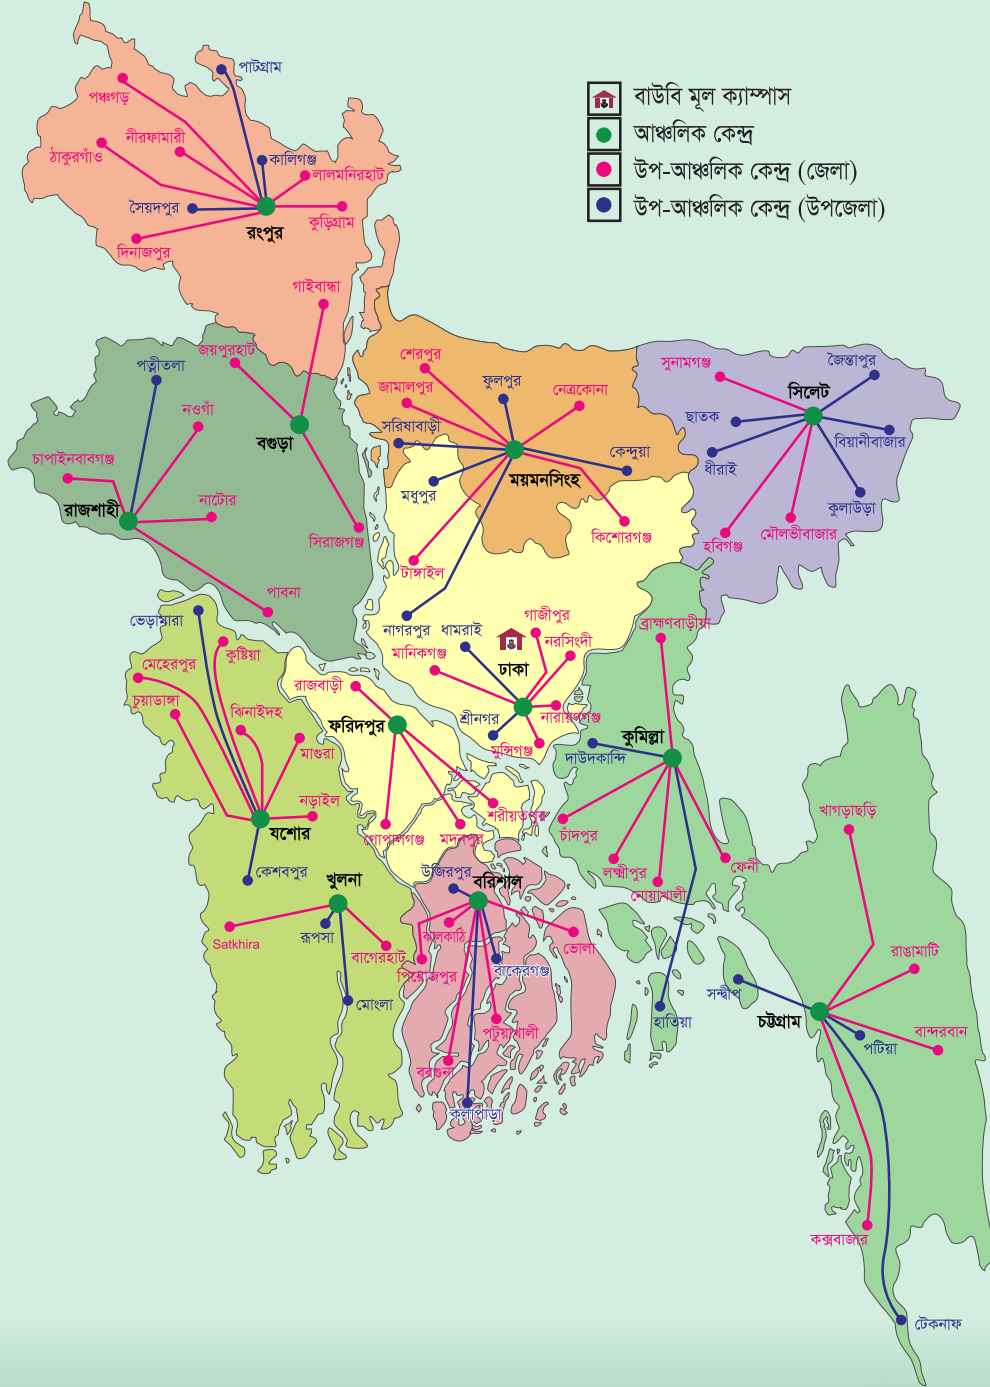 পাটগ্রাম
পঞ্চগড়
নীরফামারী
ঠাকুরগাঁও
কালিগঞ্জ
লালমনিরহাট
সৈয়দপুর
কুড়িগ্রাম
রংপুর
দিনাজপুর
গাইবান্ধা
বাউবি মূল ক্যাম্পাস
আঞ্চলিক কেন্দ্র
উপ-আঞ্চলিক কেন্দ্র (জেলা)
উপ-আঞ্চলিক কেন্দ্র (উপজেলা)
জয়পুরহাট
পত্নীতলা
নওগাঁ
বগুড়া
চাপাইনবাবগঞ্জ
নাটোর
রাজশাহী
সিরাজগঞ্জ
পাবনা
শেরপুর
জামালপুর
ফুলপুর
নেত্রকোনা
সরিষাবাড়ী
কেন্দুয়া
মধুপুর
ময়মনসিংহ
কিশোরগঞ্জ
টাঙ্গাইল
নাগরপুর
সুনামগঞ্জ
জৈন্তাপুর
সিলেট
ছাতক
বিয়ানীবাজার
ধীরাই
কুলাউড়া
মৌলভীবাজার
হবিগঞ্জ
ধামরাই
গাজীপুর
নরসিংদী
মানিকগঞ্জ
ঢাকা
শ্রীনগর
নারায়ণগঞ্জ
মুন্সিগঞ্জ
ব্রাহ্মণবাড়ীয়া
কুমিল্লা
দাউদকান্দি
চাঁদপুর
লক্ষ্মীপুর
নোয়াখালী
ফেনী
হাতিয়া
ভেড়ামারা
মেহেরপুর
কুষ্টিয়া
চুয়াডাঙ্গা
ঝিনাইদহ
মাগুরা
নড়াইল
যশোর
কেশবপুর
রাজবাড়ী
ফরিদপুর
শরীয়তপুর
গোপালগঞ্জ
মদনপুর
খুলনা
Satkhira
রূপসা
বাগেরহাট
মোংলা
উজিরপুর
বরিশাল
ঝালকাঠি
ভোলা
পিরোজপুর
বাকেরগঞ্জ
পটুয়াখালী
বরগুনা
কলাপাড়া
খাগড়াছড়ি
রাঙামাটি
সন্দ্বীপ
চট্টগ্রাম
বান্দরবান
পটিয়া
কক্সবাজার
টেকনাফ